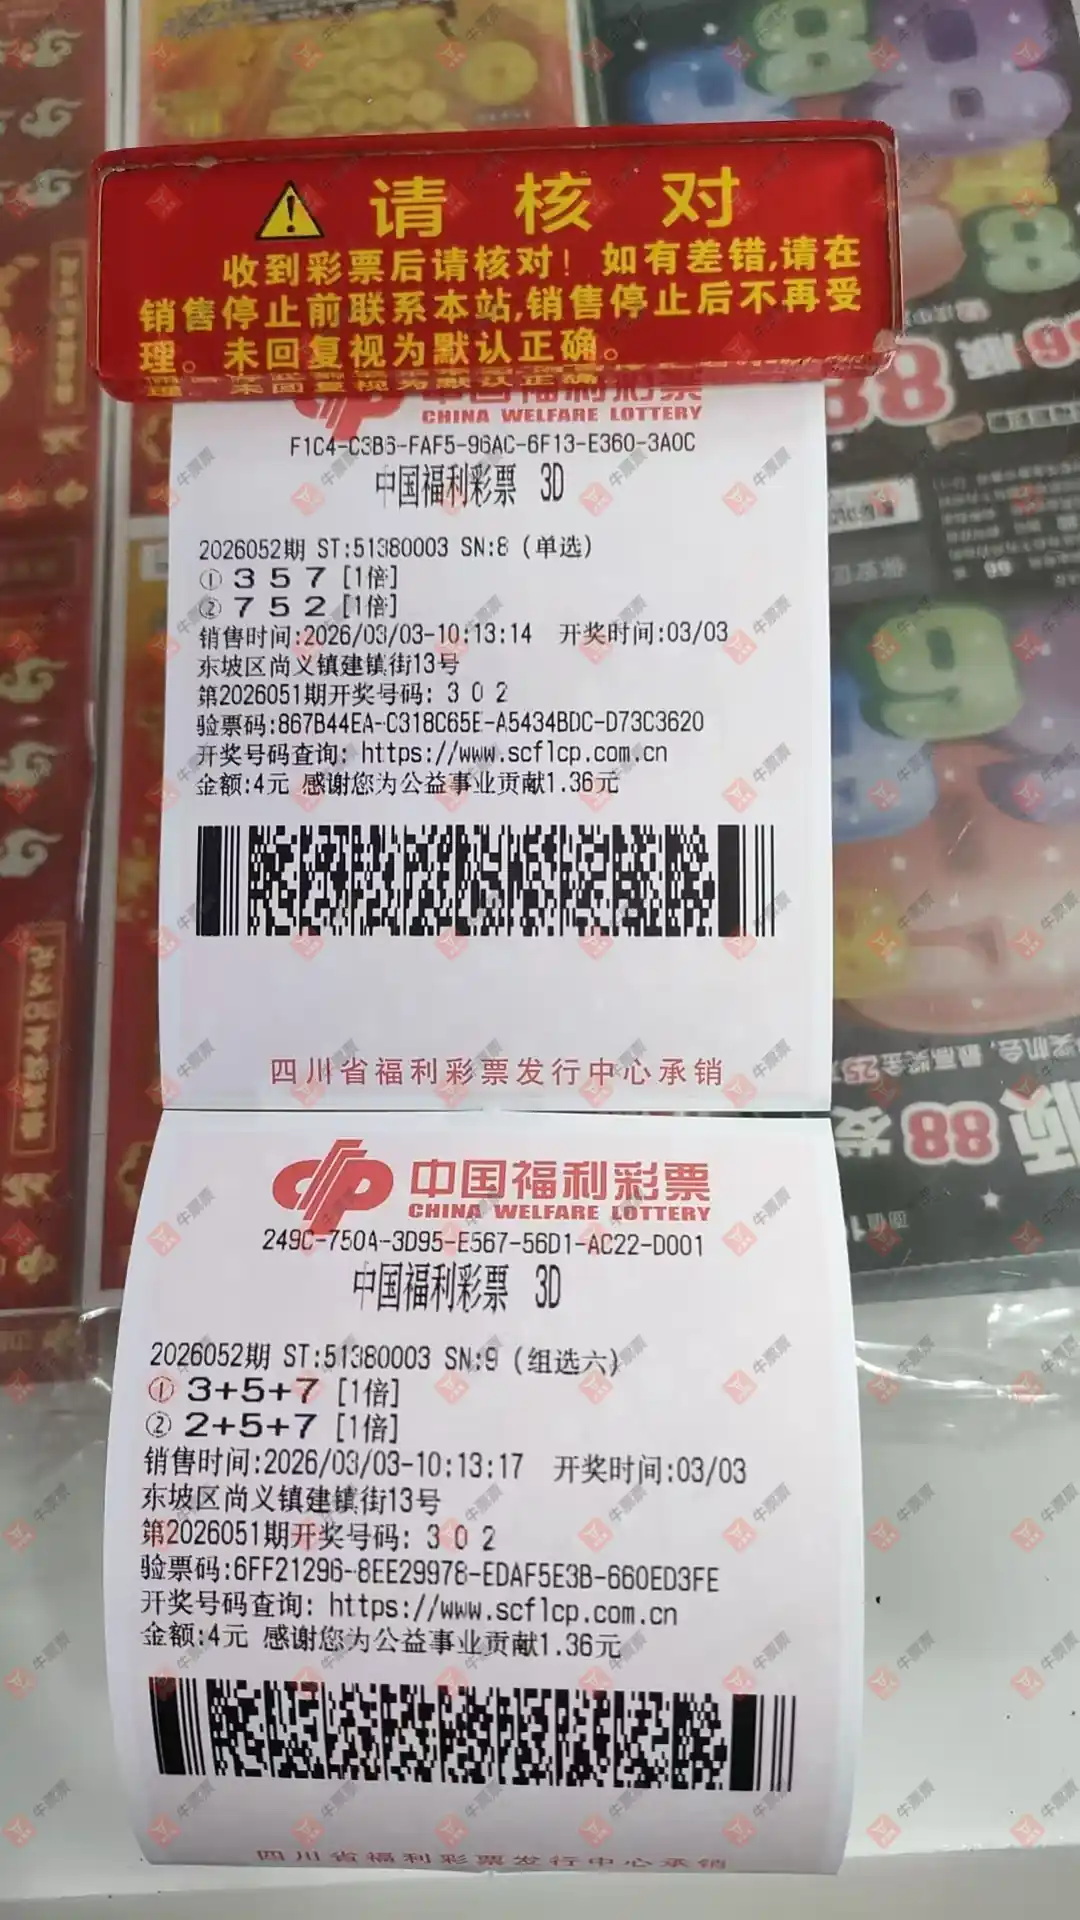 请核对
收到彩票后请核对！如有差错,请在
销售停止前联系本站,销售停止后不再受
理。未回复视为默认正确。
中国福利彩票
CHINA WELFARE LOTTERY
F1C4-C3B6-FAF5-96AC-6F13-E360-3A0C
中国福利彩票 3D
2026052期 ST:51380003 SN:8 (单选)
① 3 5 7 [1倍]
② 7 5 2 [1倍]
销售时间:2026/03/03-10:13:14 开奖时间:03/03
东坡区尚义镇建镇街13号
第2026051期开奖号码: 3 0 2
验票码:867B44EA-C318C65E-A5434BDC-D73C3620
开奖号码查询: https://www.scflcp.com.cn
金额:4元 感谢您为公益事业贡献1.36元
四川省福利彩票发行中心承销
中国福利彩票
CHINA WELFARE LOTTERY
249C-750A-3D95-E567-56D1-AC22-D001
中国福利彩票 3D
2026052期 ST:51380003 SN:9 (组选六)
① 3+5+7 [1倍]
② 2+5+7 [1倍]
销售时间:2026/03/03-10:13:17 开奖时间:03/03
东坡区尚义镇建镇街13号
第2026051期开奖号码: 3 0 2
验票码:6FF21296-8EE29978-EDAF5E3B-660ED3FE
开奖号码查询: https://www.scflcp.com.cn
金额:4元 感谢您为公益事业贡献1.36元
四川省福利彩票发行中心承销
牛票票